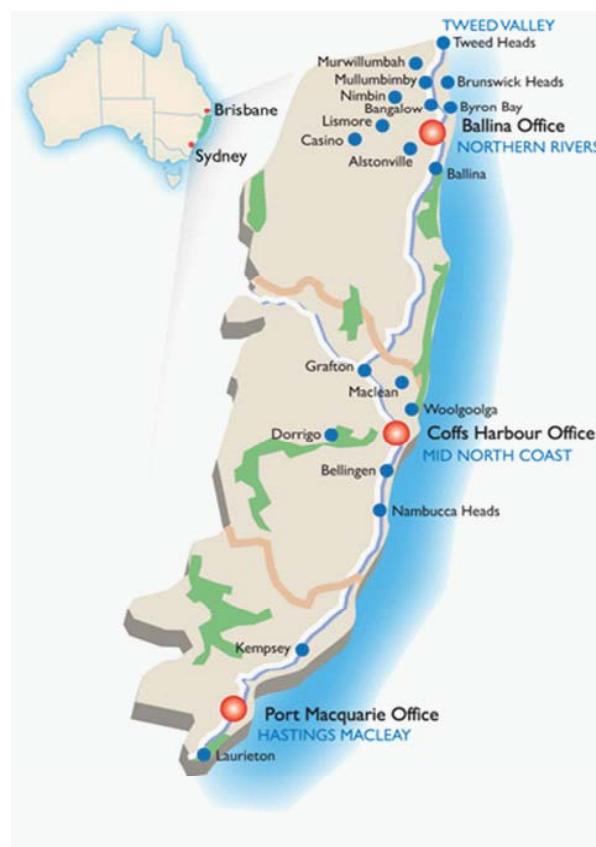 TWEED VALLEY
Tweed Heads
Murwillumbah
Mullumbimby
Brunswick Heads
Nimbin
Bangalow
Byron Bay
Brisbane
Lismore
Ballina Office
Casino
NORTHERN RIVERS
Sydney
Alstonville
Ballina
Grafton
Maclean
Woolgoolga
Dorrigo
Coffs Harbour Office
MID NORTH COAST
Bellingen
Nambucca Heads
Kempsey
Port Macquarie Office
HASTINGS MACLEAY
Laurieton